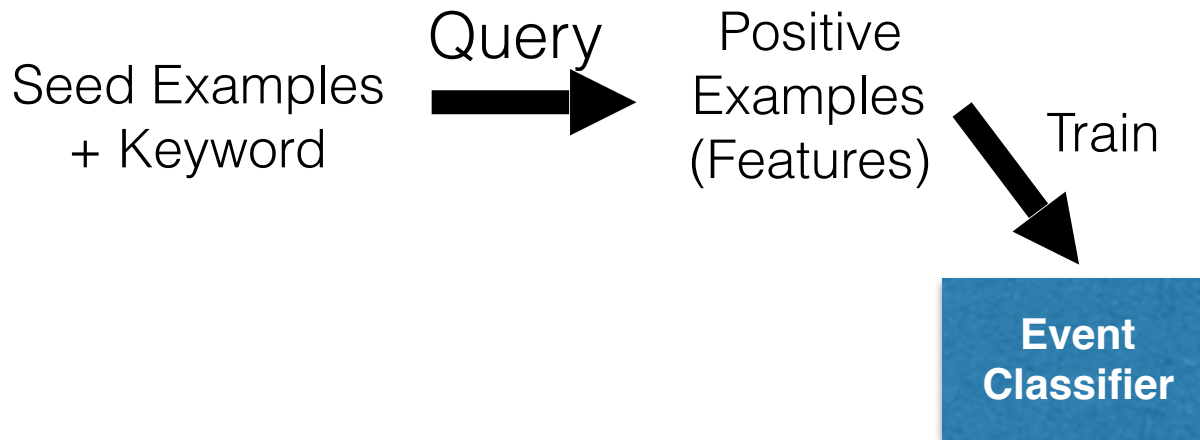 Seed Examples
+ Keyword
Query
Positive
Examples
(Features)
Train
Event
Classifier